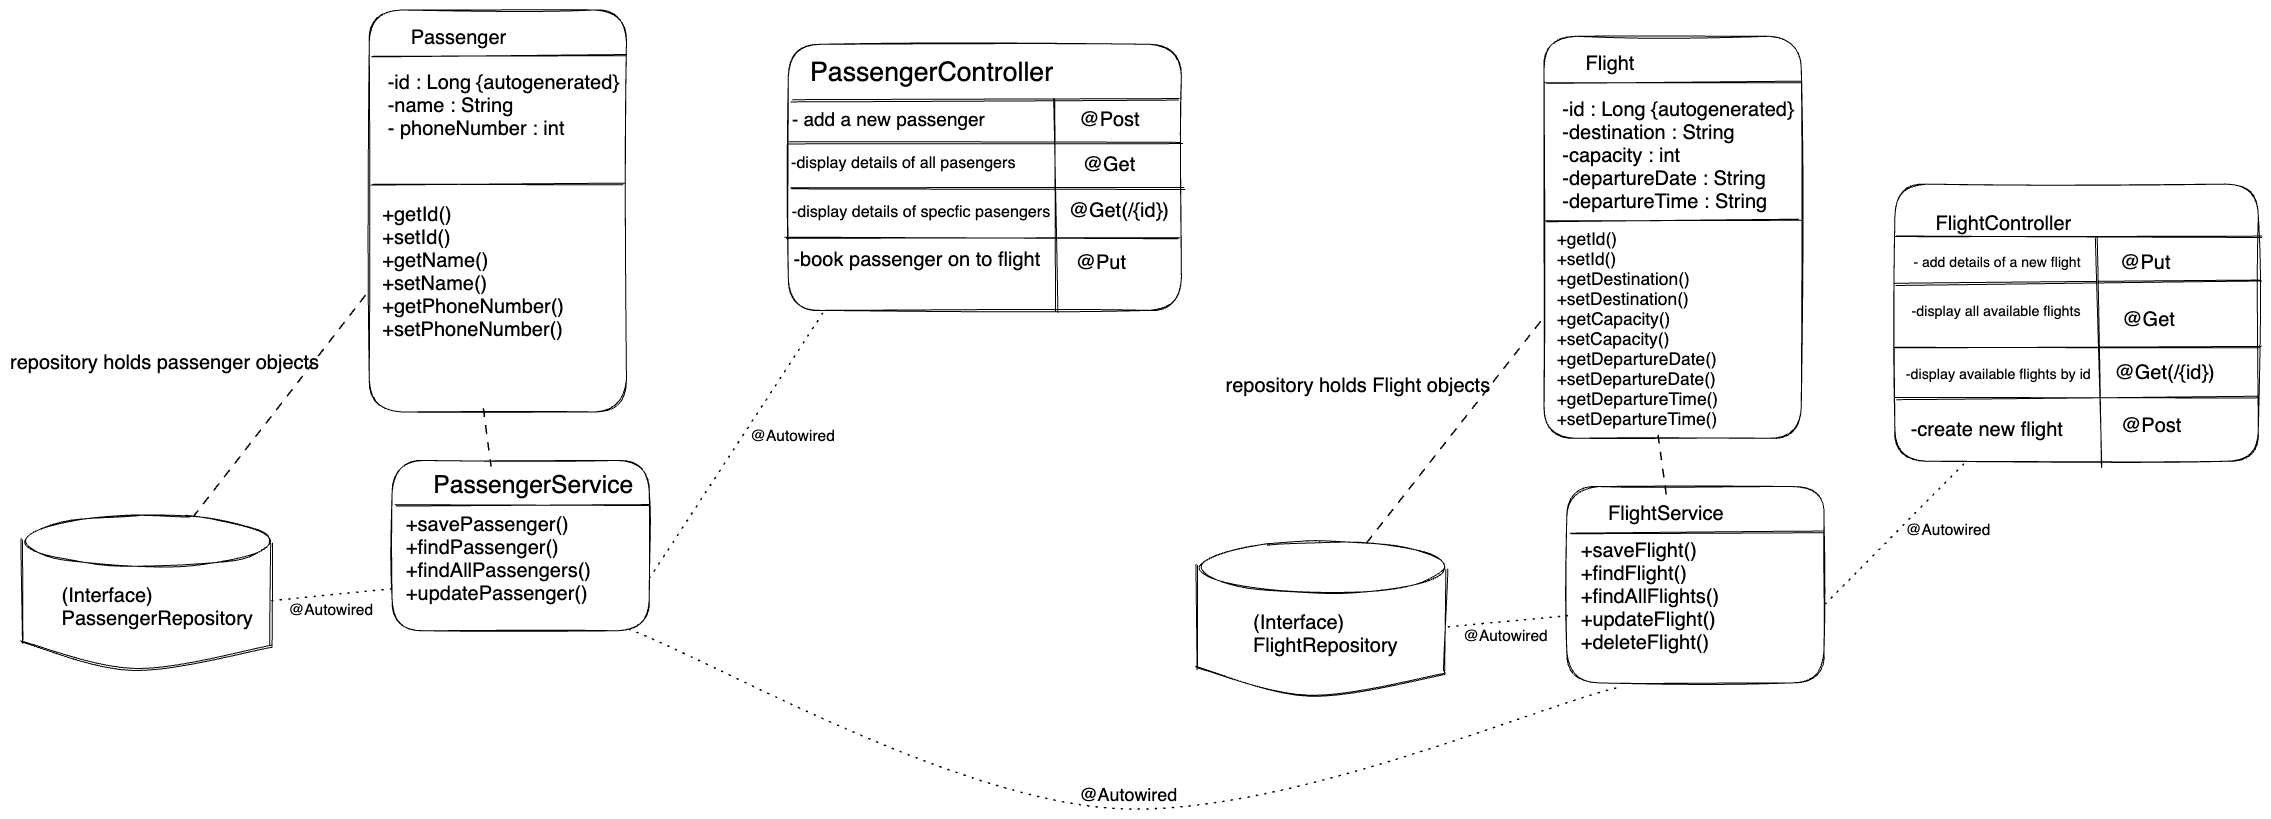 Passenger
-id : Long {autogenerated}
-name : String
- phoneNumber : int
+getId()
+setId()
+getName()
+setName()
+getPhoneNumber()
+setPhoneNumber()
repository holds passenger objects
PassengerController
- add a new passenger @Post
-display details of all pasengers @Get
-display details of specfic pasengers @Get(/{id})
-book passenger on to flight @Put
@Autowired
PassengerService
+savePassenger()
+findPassenger()
+findAllPassengers()
+updatePassenger()
(Interface)
PassengerRepository
@Autowired
Flight
-id : Long {autogenerated}
-destination : String
-capacity : int
-departureDate : String
-departureTime : String
+getId()
+setId()
+getDestination()
+setDestination()
+getCapacity()
+setCapacity()
+getDepartureDate()
+setDepartureDate()
+getDepartureTime()
+setDepartureTime()
repository holds Flight objects
FlightController
- add details of a new flight @Put
-display all available flights @Get
-display available flights by id @Get(/{id})
-create new flight @Post
@Autowired
FlightService
+saveFlight()
+findFlight()
+findAllFlights()
+updateFlight()
+deleteFlight()
(Interface)
FlightRepository
@Autowired
@Autowired